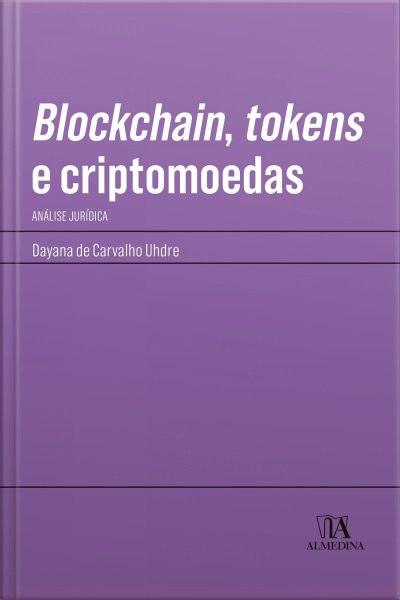 Blockchain, tokens
e criptomoedas
ANÁLISE JURÍDICA
Dayana de Carvalho Uhdre
ALMEDINA